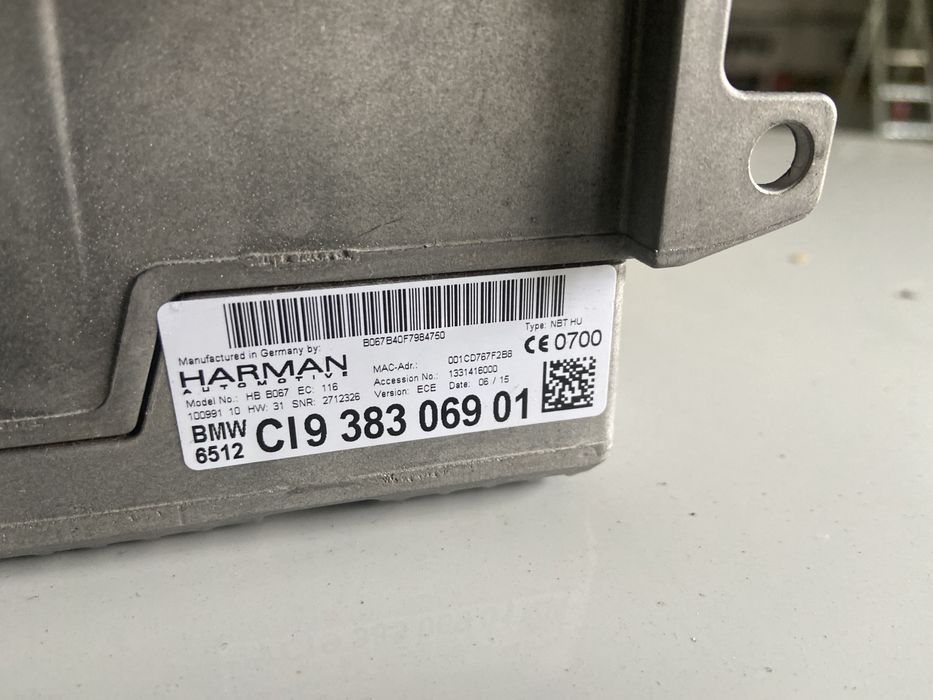 B067B40F7984750
Manufactured in Germany by:
HARMAN
AUTOMOTIVE
Model No.: HB B067 EC: 116
100991 10 HW: 31 SNR: 2712326
MAC-Adr.: 001CD767F2B8
Accession No.: 1331416000
Version: ECE Date: 06 / 15
Type: NBT HU
CE 0700
BMW
6512
CI9 383 069 01